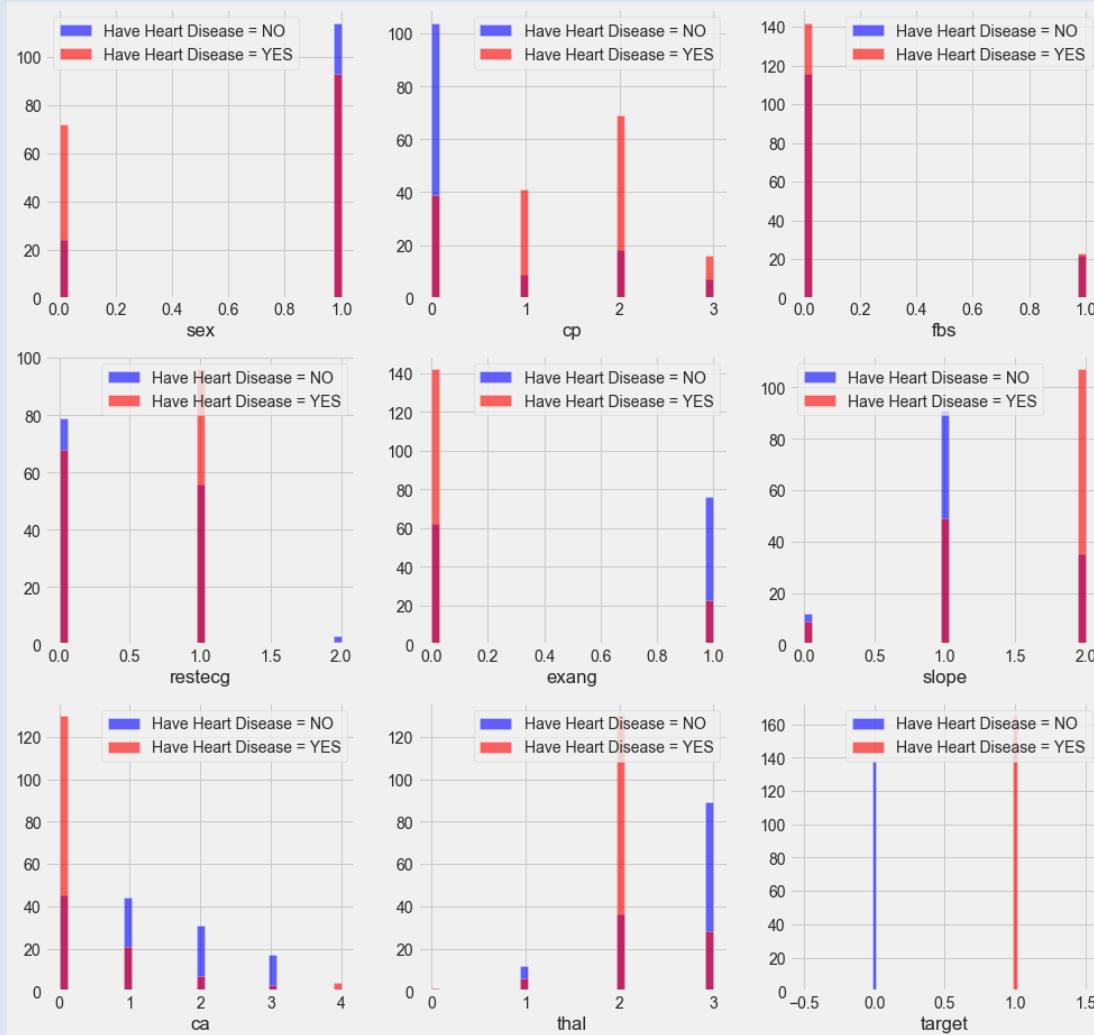 Have Heart Disease = NO
Have Heart Disease = YES
100
80
60
40
20
0
0.0 0.2 0.4 0.6 0.8 1.0
sex
Have Heart Disease = NO
Have Heart Disease = YES
100
80
60
40
20
0
0 1 2 3
cp
Have Heart Disease = NO
Have Heart Disease = YES
140
120
100
80
60
40
20
0
0.0 0.2 0.4 0.6 0.8 1.0
fbs
Have Heart Disease = NO
Have Heart Disease = YES
100
80
60
40
20
0
0.0 0.5 1.0 1.5 2.0
restecg
Have Heart Disease = NO
Have Heart Disease = YES
140
120
100
80
60
40
20
0
0.0 0.2 0.4 0.6 0.8 1.0
exang
Have Heart Disease = NO
Have Heart Disease = YES
100
80
60
40
20
0
0.0 0.5 1.0 1.5 2.0
slope
Have Heart Disease = NO
Have Heart Disease = YES
120
100
80
60
40
20
0
0 1 2 3 4
ca
Have Heart Disease = NO
Have Heart Disease = YES
120
100
80
60
40
20
0
0 1 2 3
thal
Have Heart Disease = NO
Have Heart Disease = YES
160
140
120
100
80
60
40
20
0
−0.5 0.0 0.5 1.0 1.5
target